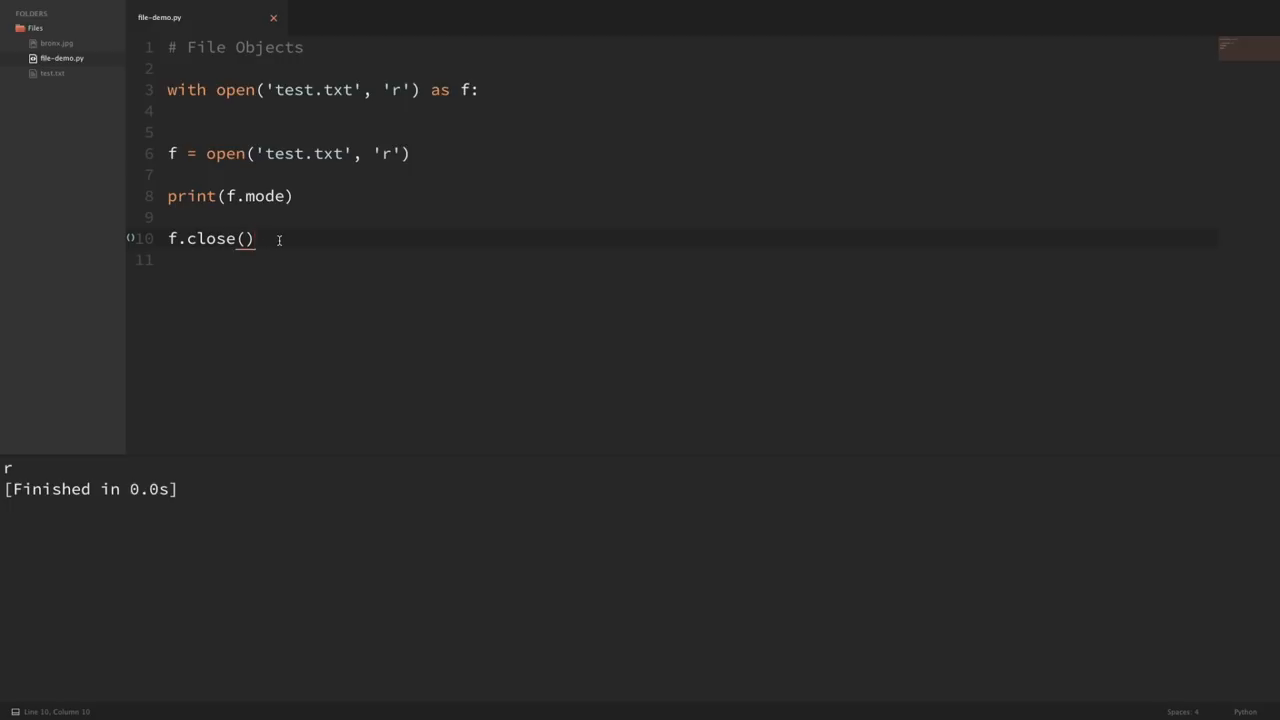 FOLDERS
Files
bronx.jpg
file-demo.py
test.txt
file-demo.py
1 # File Objects
2
3 with open('test.txt', 'r') as f:
4
5
6 f = open('test.txt', 'r')
7
8 print(f.mode)
9
10 f.close()
11
r
[Finished in 0.0s]
Line 10, Column 10
Spaces: 4
Python